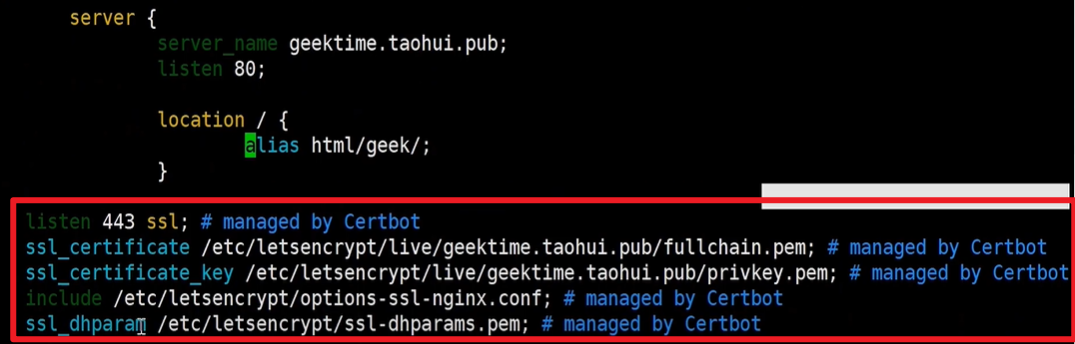 server {
server_name geektime.taohui.pub;
listen 80;
location / {
alias html/geek/;
}
listen 443 ssl; # managed by Certbot
ssl_certificate /etc/letsencrypt/live/geektime.taohui.pub/fullchain.pem; # managed by Certbot
ssl_certificate_key /etc/letsencrypt/live/geektime.taohui.pub/privkey.pem; # managed by Certbot
include /etc/letsencrypt/options-ssl-nginx.conf; # managed by Certbot
ssl_dhparam /etc/letsencrypt/ssl-dhparams.pem; # managed by Certbot